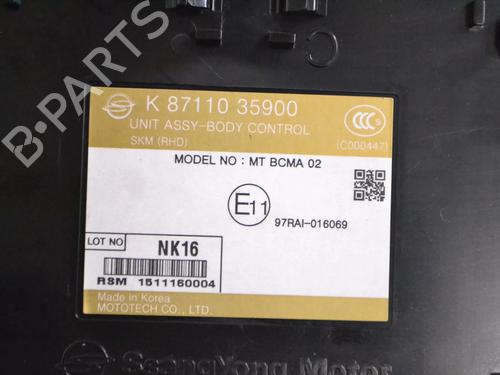 K 87110 35900
UNIT ASSY-BODY CONTROL
SKM (RHD)
CCC
(C000447)
MODEL NO : MT BCMA 02
E11
97RAI-016069
LOT NO
NK16
RSM 1511160004
Made in Korea
MOTOTECH CO., LTD.
SsangYong Motor
B-PARTS